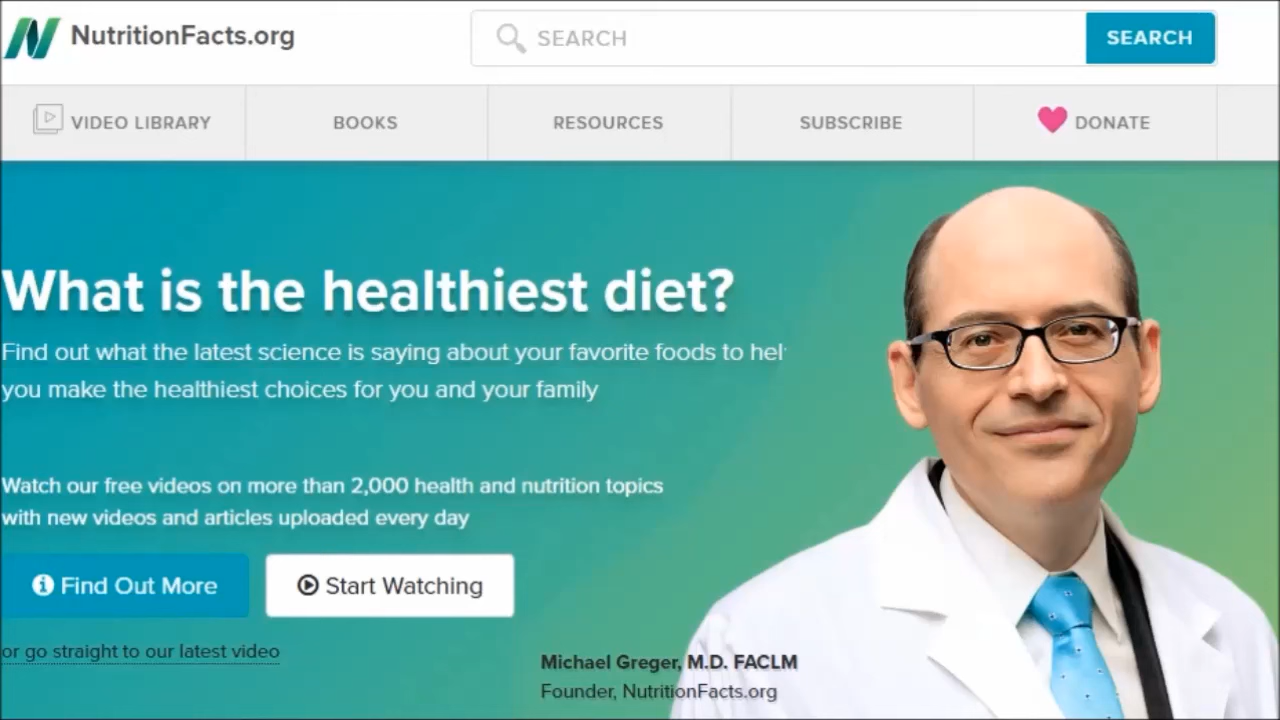 NutritionFacts.org
SEARCH
SEARCH
VIDEO LIBRARY
BOOKS
RESOURCES
SUBSCRIBE
DONATE
What is the healthiest diet?
Find out what the latest science is saying about your favorite foods to hel
you make the healthiest choices for you and your family
Watch our free videos on more than 2,000 health and nutrition topics
with new videos and articles uploaded every day
Find Out More
Start Watching
or go straight to our latest video
Michael Greger, M.D. FACLM
Founder, NutritionFacts.org